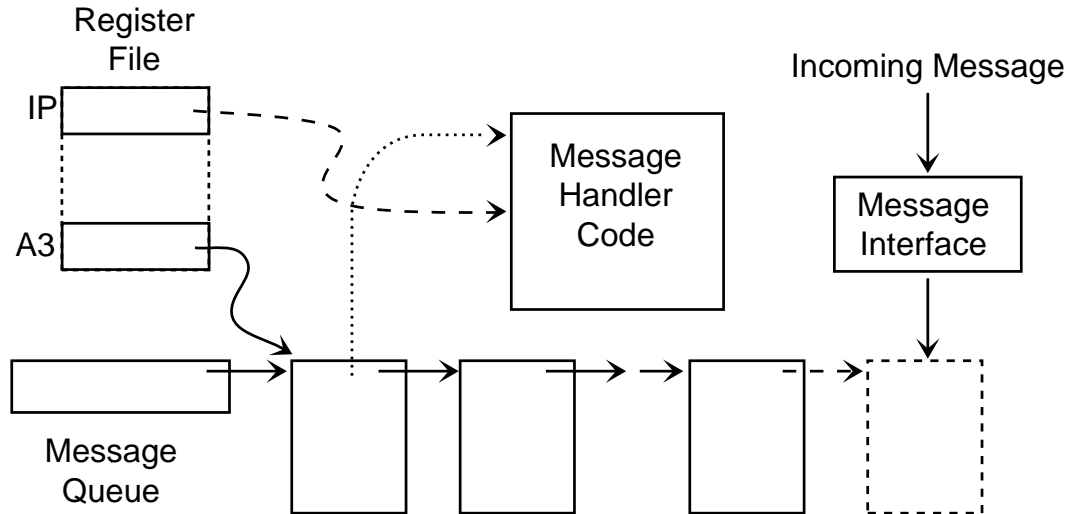 Register
File
IP
A3
Incoming Message
Message
Handler
Code
Message
Interface
Message
Queue